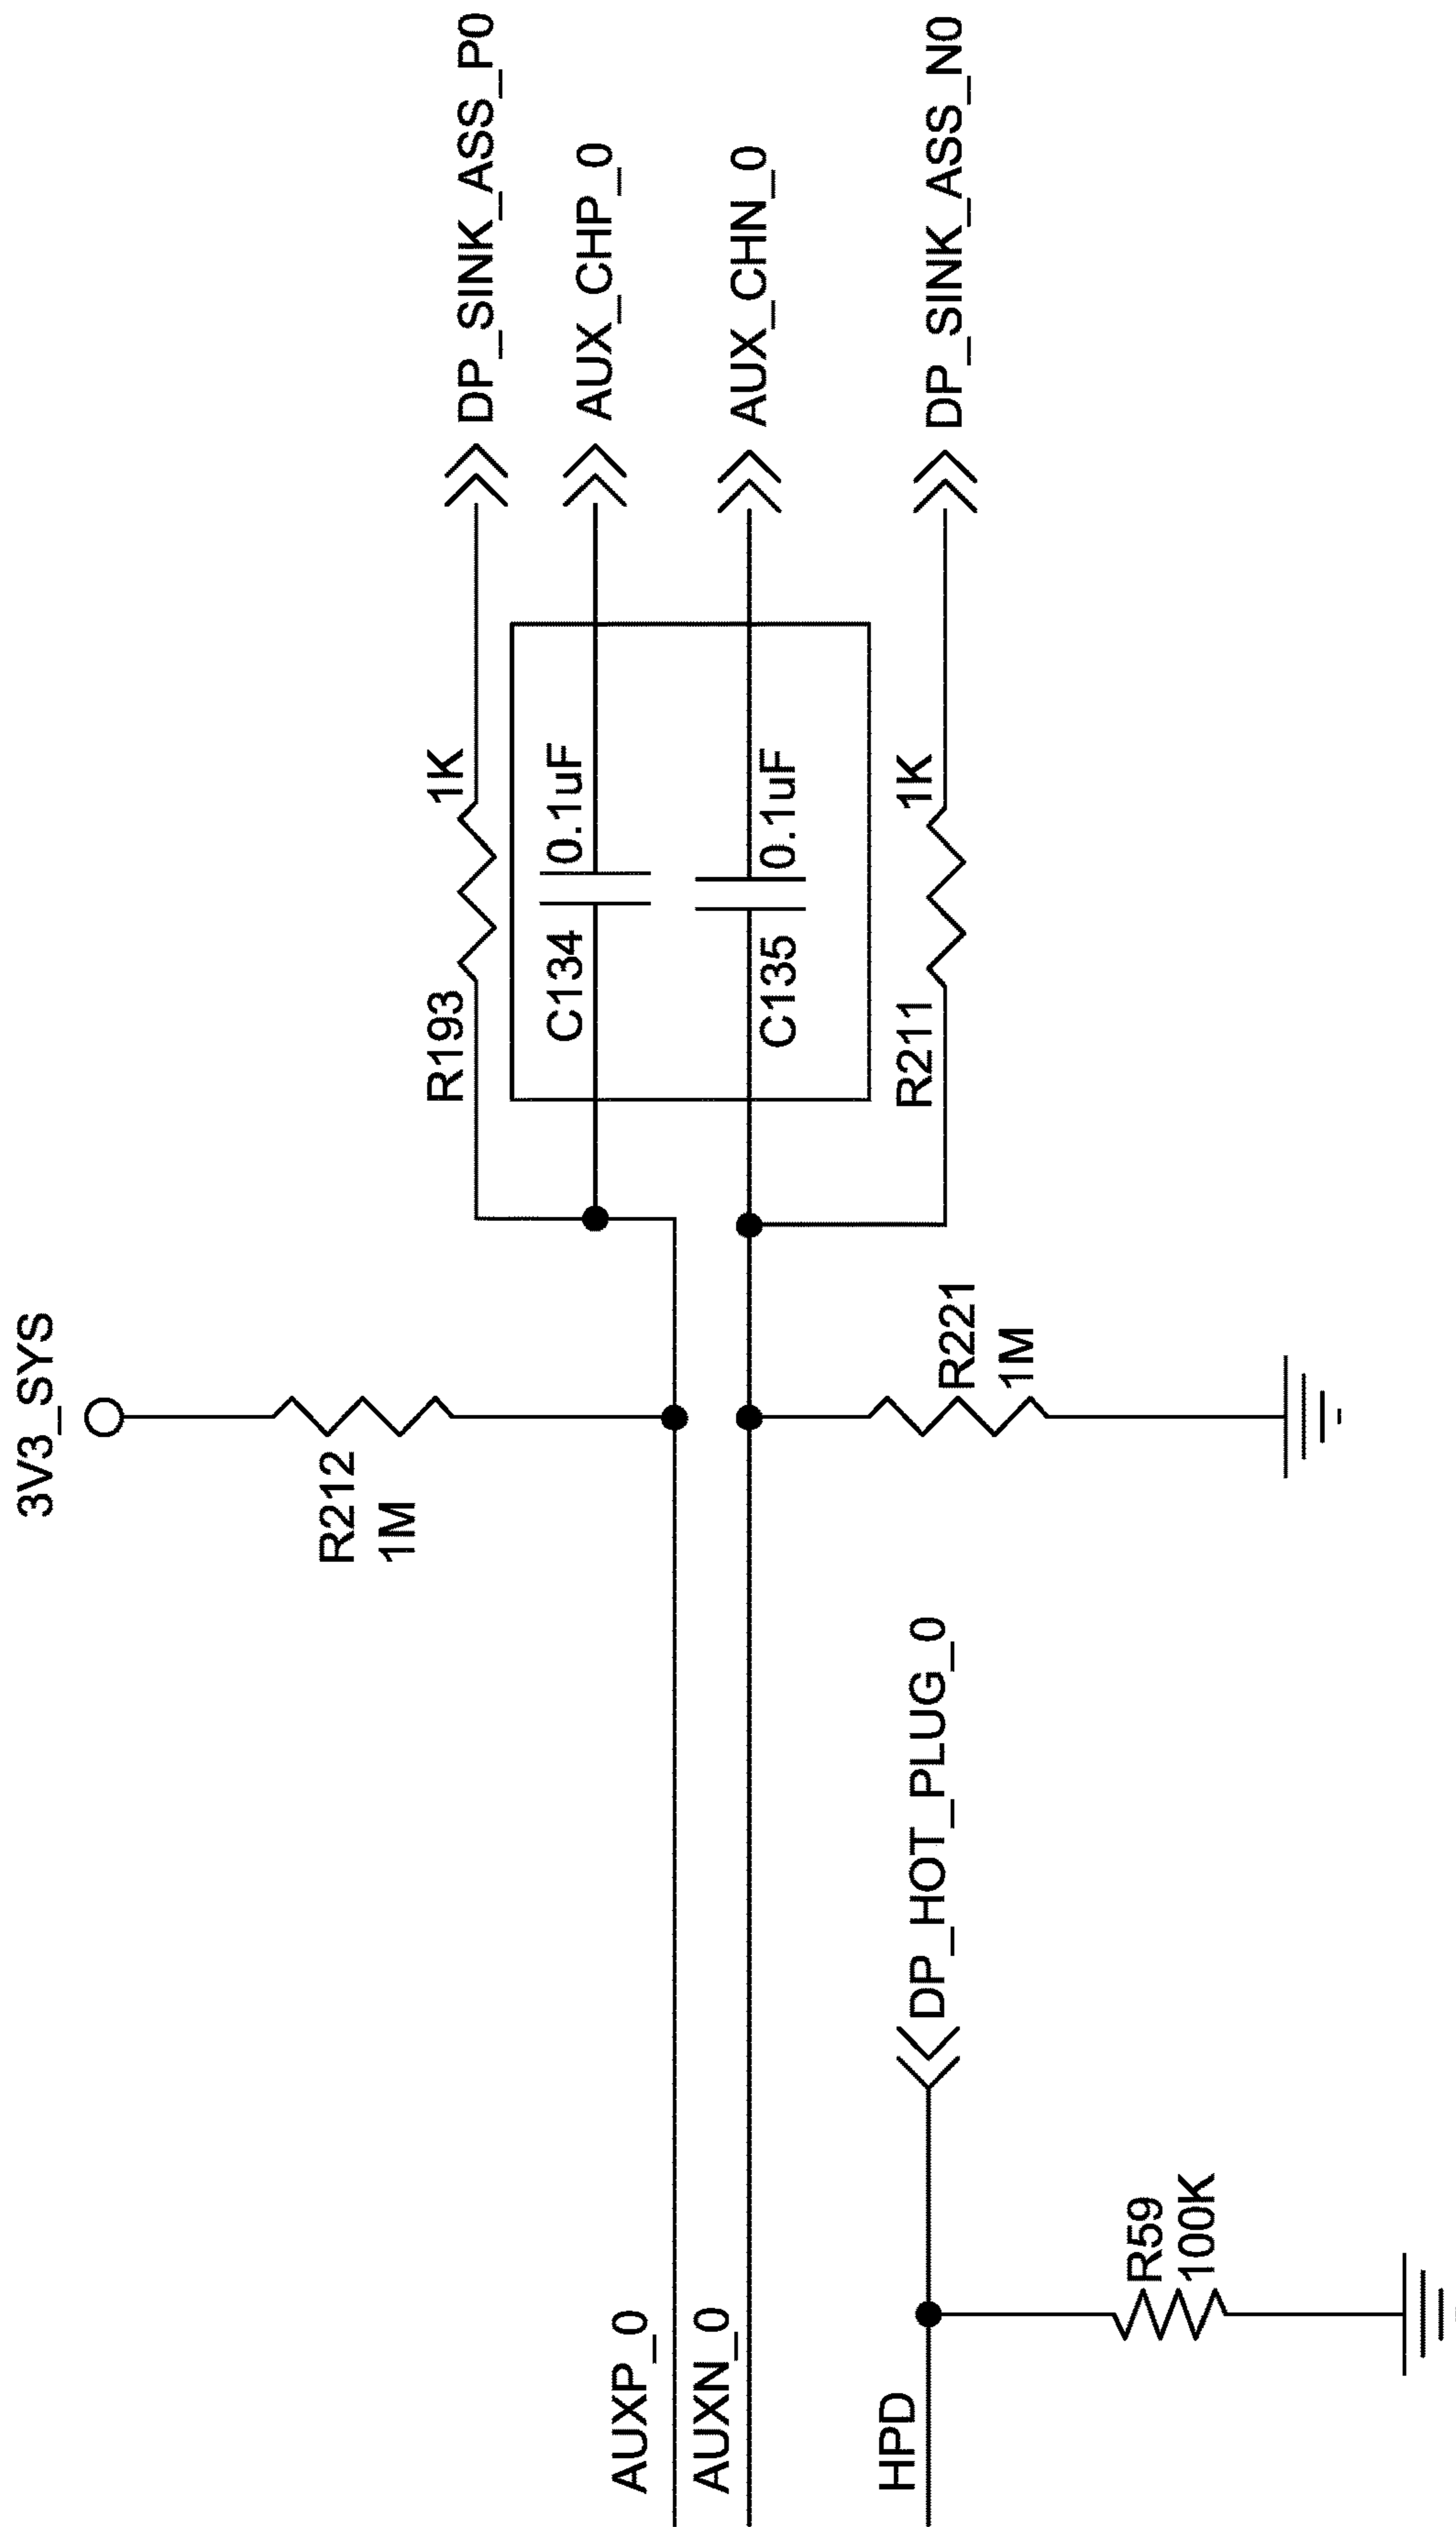 3V3_SYS
R212
1M
R193 1K
DP_SINK_ASS_P0
C134 0.1uF
AUX_CHP_0
AUXP_0
AUXN_0
C135 0.1uF
AUX_CHN_0
R211 1K
DP_SINK_ASS_N0
R221
1M
HPD
DP_HOT_PLUG_0
R59
100K